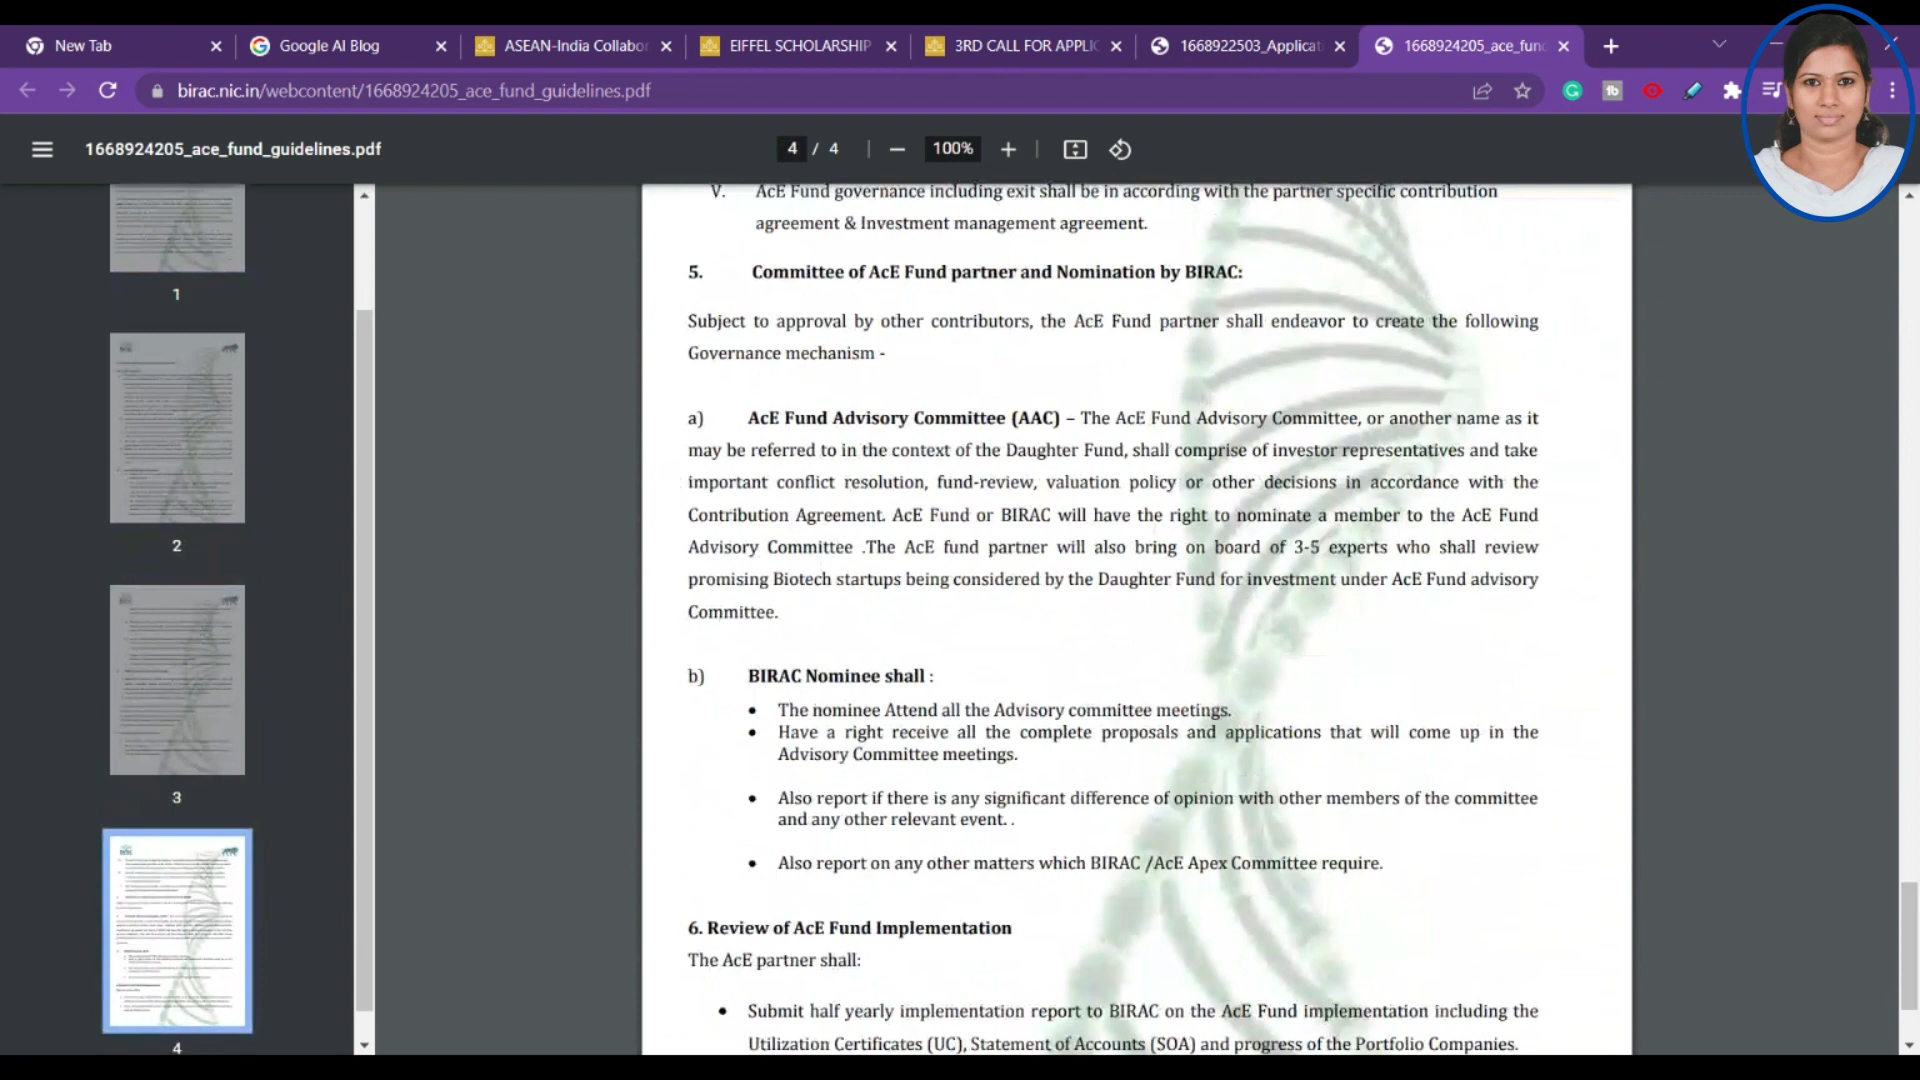 New Tab
Google AI Blog
ASEAN-India Collabor
EIFFEL SCHOLARSHIP
3RD CALL FOR APPLIC
1668922503_Applicat
1668924205_ace_func
birac.nic.in/webcontent/1668924205_ace_fund_guidelines.pdf
1668924205_ace_fund_guidelines.pdf
4 / 4
100%
V. AcE Fund governance including exit shall be in according with the partner specific contribution
agreement & Investment management agreement.
5. Committee of AcE Fund partner and Nomination by BIRAC:
Subject to approval by other contributors, the AcE Fund partner shall endeavor to create the following
Governance mechanism -
a) AcE Fund Advisory Committee (AAC) – The AcE Fund Advisory Committee, or another name as it
may be referred to in the context of the Daughter Fund, shall comprise of investor representatives and take
important conflict resolution, fund-review, valuation policy or other decisions in accordance with the
Contribution Agreement. AcE Fund or BIRAC will have the right to nominate a member to the AcE Fund
Advisory Committee .The AcE fund partner will also bring on board of 3-5 experts who shall review
promising Biotech startups being considered by the Daughter Fund for investment under AcE Fund advisory
Committee.
b) BIRAC Nominee shall :
• The nominee Attend all the Advisory committee meetings.
• Have a right receive all the complete proposals and applications that will come up in the
Advisory Committee meetings.
• Also report if there is any significant difference of opinion with other members of the committee
and any other relevant event. .
• Also report on any other matters which BIRAC /AcE Apex Committee require.
6. Review of AcE Fund Implementation
The AcE partner shall:
• Submit half yearly implementation report to BIRAC on the AcE Fund implementation including the
Utilization Certificates (UC), Statement of Accounts (SOA) and progress of the Portfolio Companies.
1
2
3
4